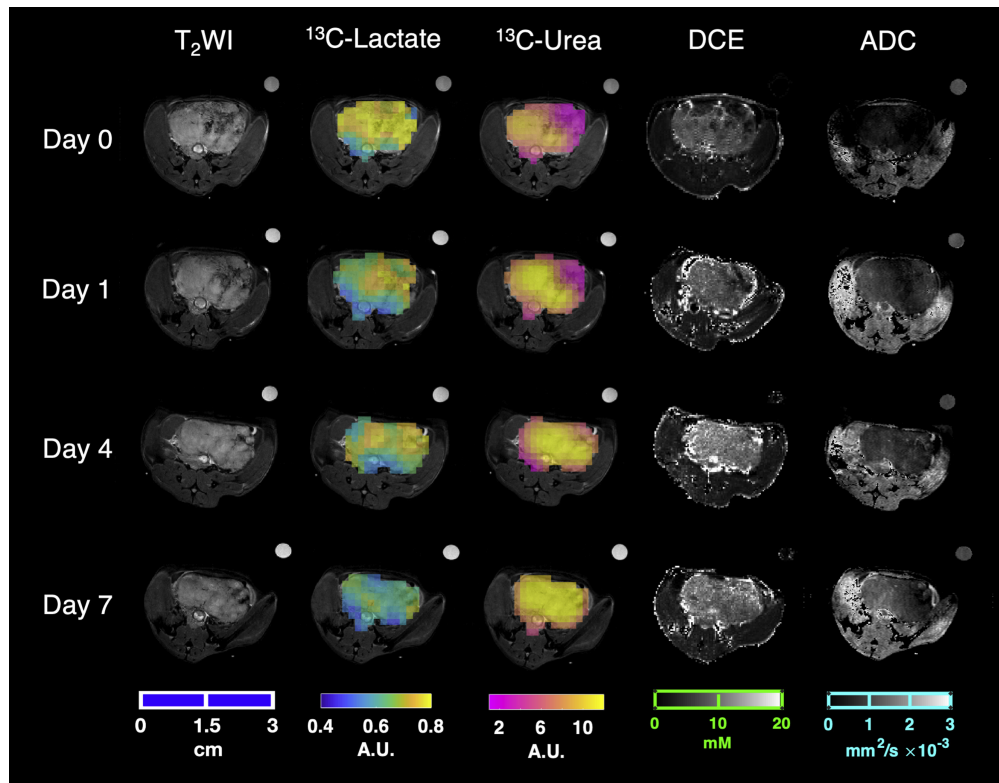 T₂WI ¹³C-Lactate ¹³C-Urea DCE ADC
Day 0
Day 1
Day 4
Day 7
0 1.5 3
cm
0.4 0.6 0.8
A.U.
2 6 10
A.U.
0 10 20
mM
0 1 2 3
mm²/s ×10⁻³